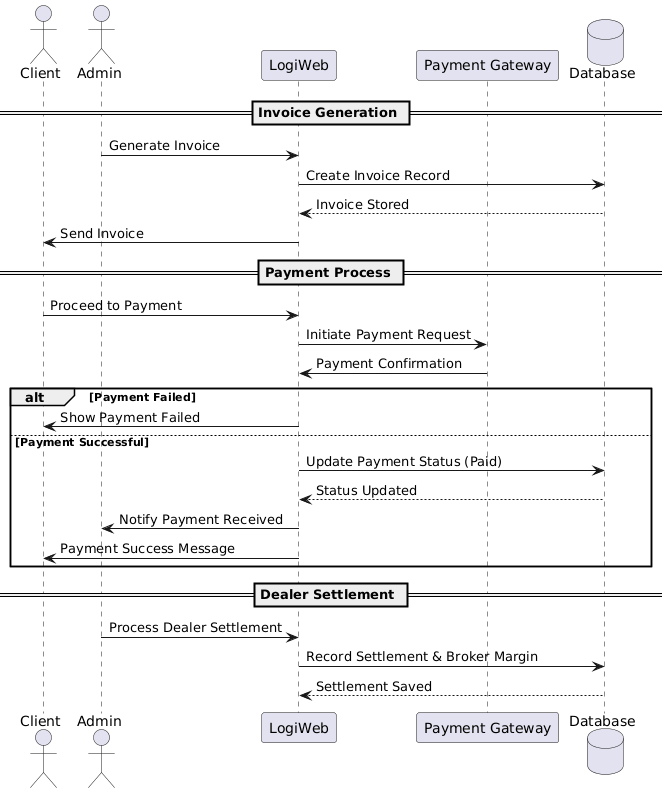 Client
Admin
LogiWeb
Payment Gateway
Database
Invoice Generation
Generate Invoice
Create Invoice Record
Invoice Stored
Send Invoice
Payment Process
Proceed to Payment
Initiate Payment Request
Payment Confirmation
alt [Payment Failed]
Show Payment Failed
[Payment Successful]
Update Payment Status (Paid)
Status Updated
Notify Payment Received
Payment Success Message
Dealer Settlement
Process Dealer Settlement
Record Settlement & Broker Margin
Settlement Saved
Client
Admin
LogiWeb
Payment Gateway
Database